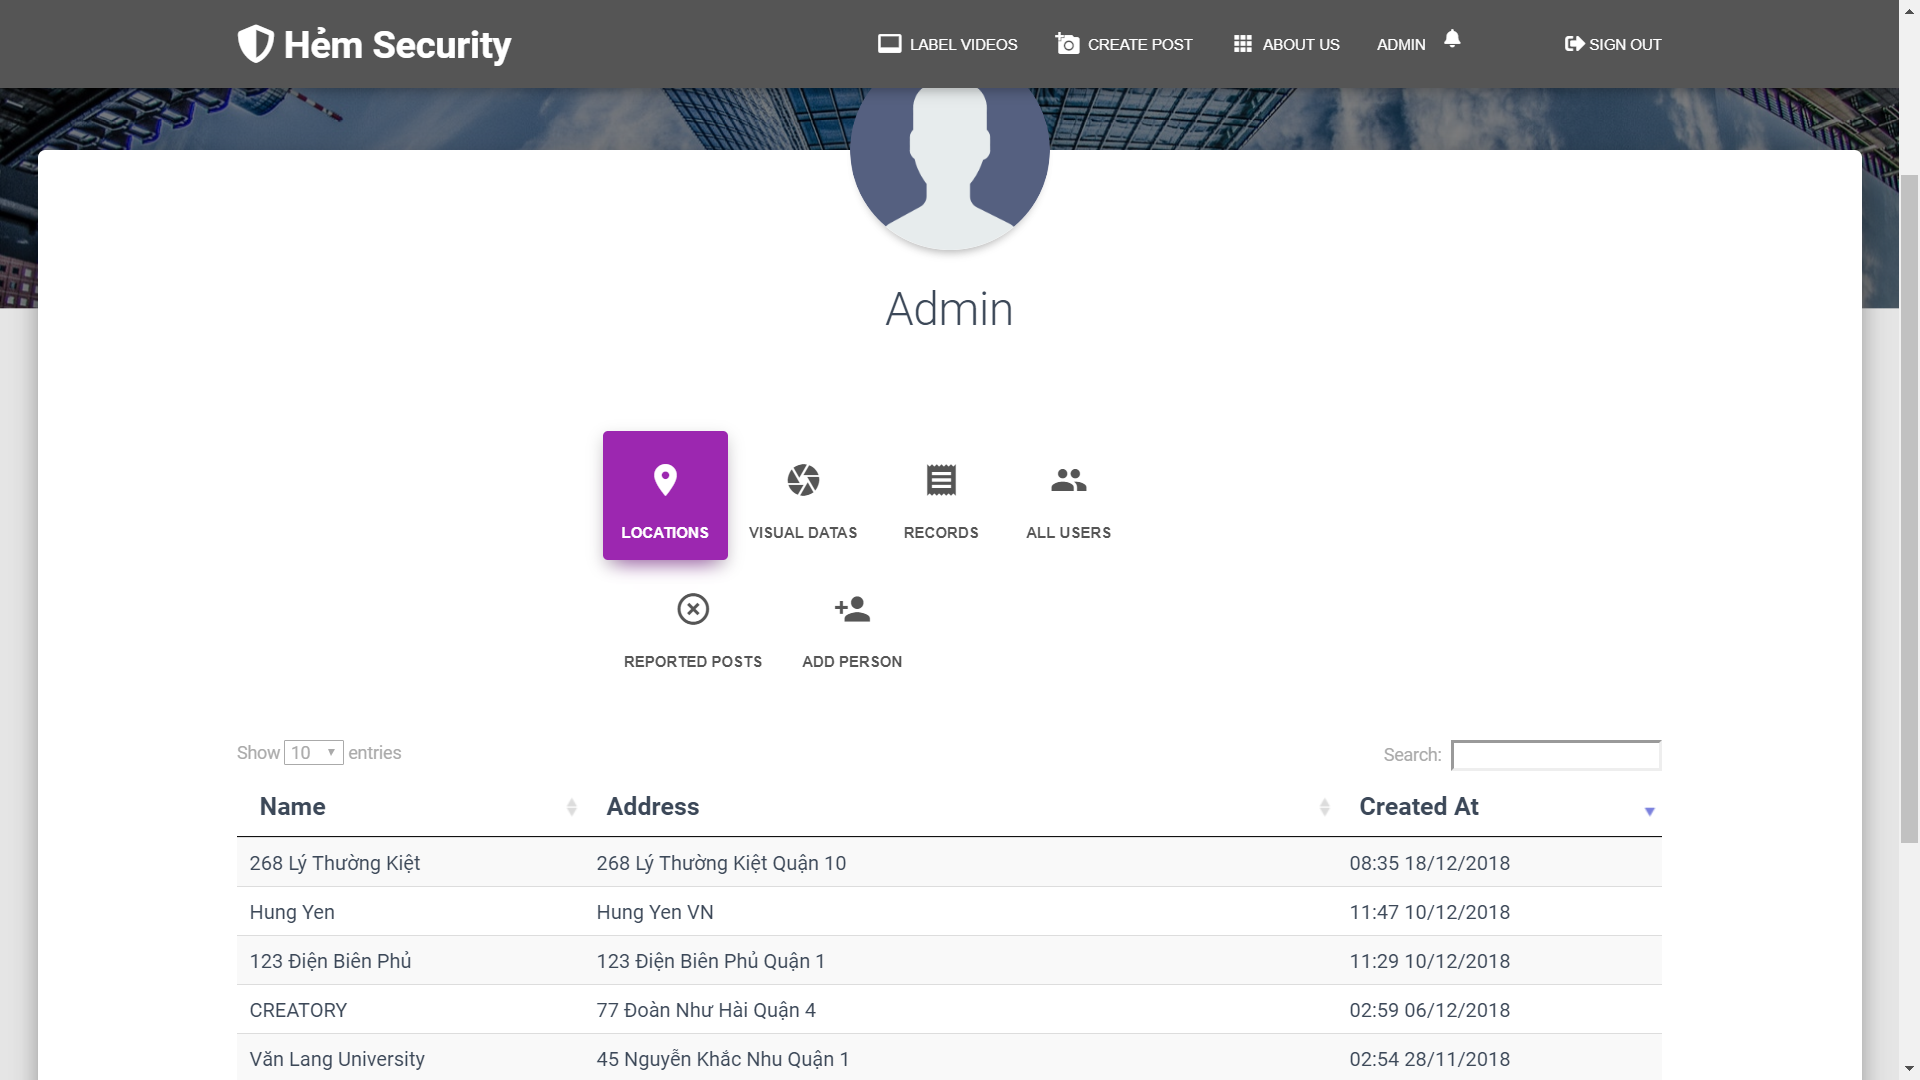 Hẻm Security
LABEL VIDEOS CREATE POST ABOUT US ADMIN SIGN OUT
Admin
LOCATIONS VISUAL DATAS RECORDS ALL USERS
REPORTED POSTS ADD PERSON
Show 10 entries Search:
Name Address Created At
268 Lý Thường Kiệt 268 Lý Thường Kiệt Quận 10 08:35 18/12/2018
Hung Yen Hung Yen VN 11:47 10/12/2018
123 Điện Biên Phủ 123 Điện Biên Phủ Quận 1 11:29 10/12/2018
CREATORY 77 Đoàn Như Hài Quận 4 02:59 06/12/2018
Văn Lang University 45 Nguyễn Khắc Nhu Quận 1 02:54 28/11/2018